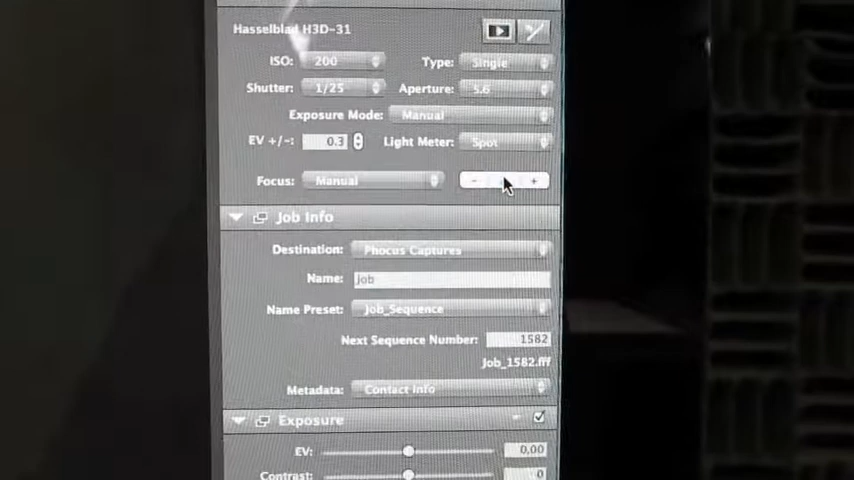 Hasselblad H3D-31
ISO: 200 Type: Single
Shutter: 1/25 Aperture: 5.6
Exposure Mode: Manual
EV +/-: 0.3 Light Meter: Spot
Focus: Manual - +
Job Info
Destination: Phocus Captures
Name: job
Name Preset: Job_Sequence
Next Sequence Number: 1582
Job_1582.fff
Metadata: Contact Info
Exposure
EV: 0,00
Contrast: 0